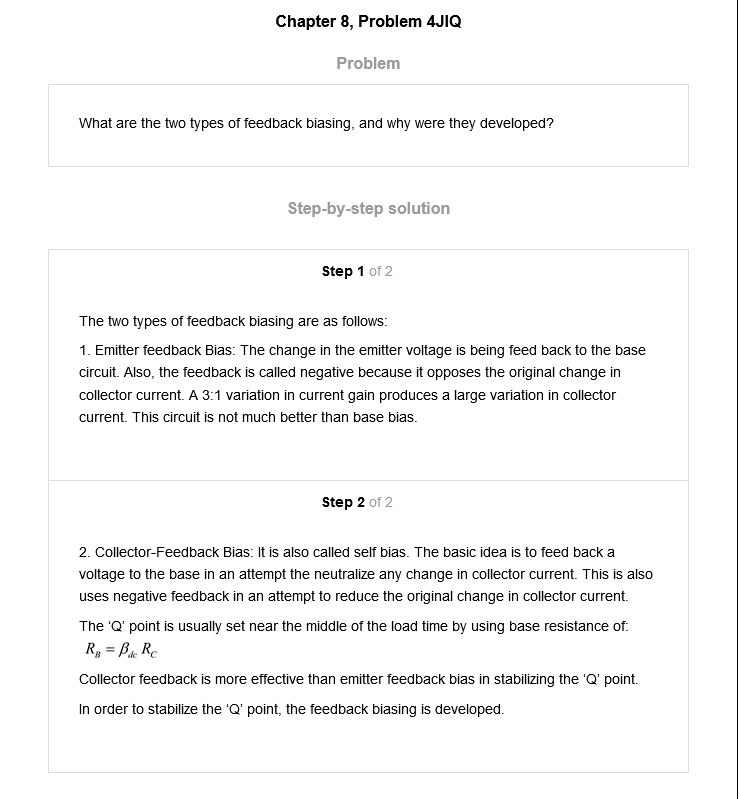 Chapter 8, Problem 4JIQ
Problem
What are the two types of feedback biasing, and why were they developed?
Step-by-step solution
Step 1 of 2
The two types of feedback biasing are as follows:
1. Emitter feedback Bias: The change in the emitter voltage is being feed back to the base
circuit. Also, the feedback is called negative because it opposes the original change in
collector current. A 3:1 variation in current gain produces a large variation in collector
current. This circuit is not much better than base bias.
Step 2 of 2
2. Collector-Feedback Bias: It is also called self bias. The basic idea is to feed back a
voltage to the base in an attempt the neutralize any change in collector current. This is also
uses negative feedback in an attempt to reduce the original change in collector current.
The ‘Q’ point is usually set near the middle of the load time by using base resistance of:
R_B = β_dc R_C
Collector feedback is more effective than emitter feedback bias in stabilizing the ‘Q’ point.
In order to stabilize the ‘Q’ point, the feedback biasing is developed.